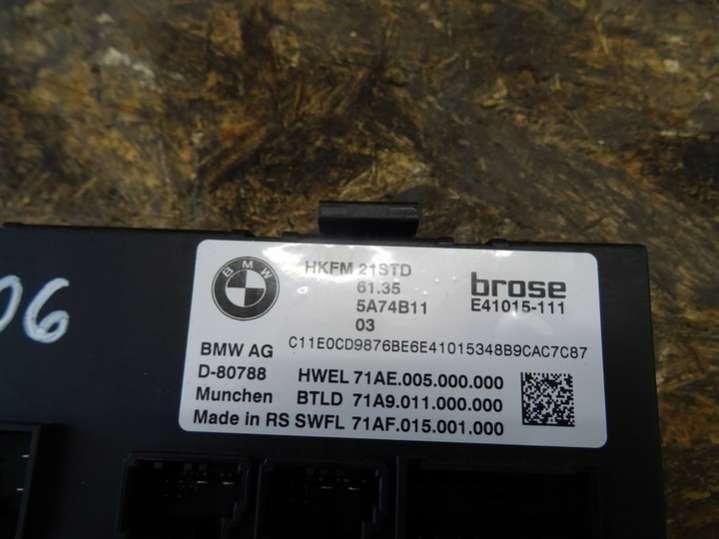 06
BMW
HKFM 21STD
61.35
5A74B11
03
brose
E41015-111
C11E0CD9876BE6E41015348B9CAC7C87
BMW AG
D-80788
Munchen
Made in RS
HWEL 71AE.005.000.000
BTLD 71A9.011.000.000
SWFL 71AF.015.001.000